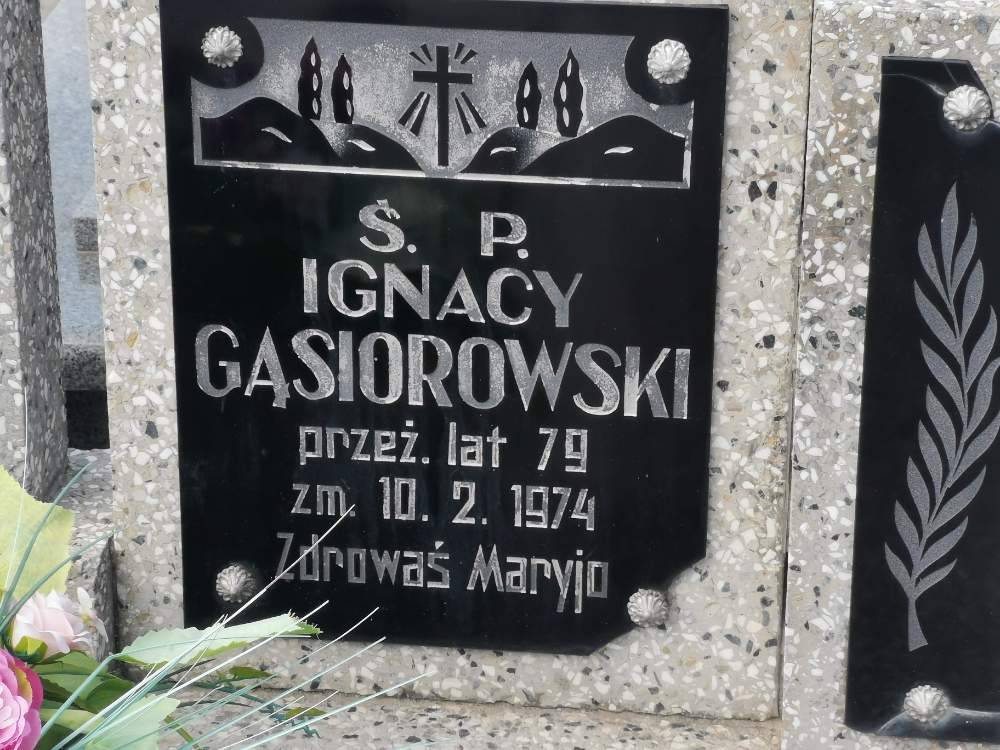 Ś. P.
IGNACY
GĄSIOROWSKI
przeż. lat 79
zm. 10. 2. 1974
Zdrowaś Maryjo